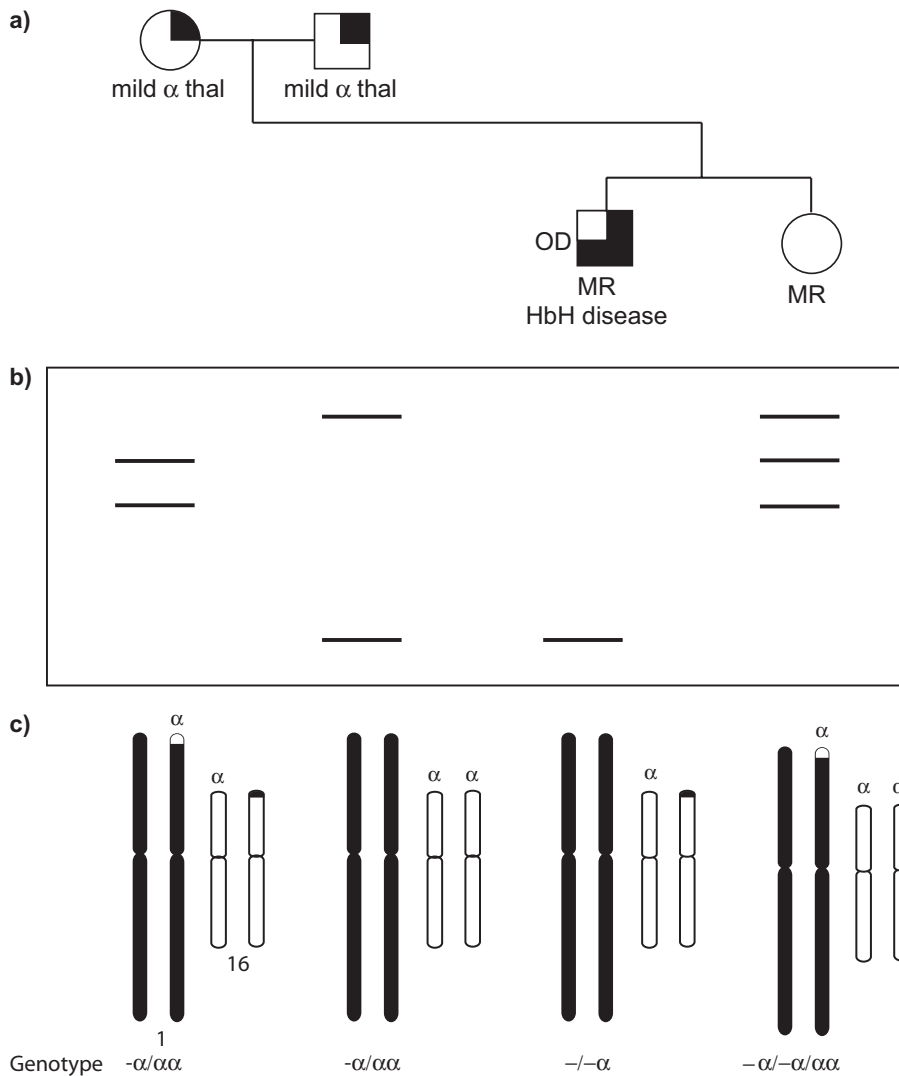 a)
mild α thal mild α thal
OD
MR
HbH disease
MR
b)
c)
α α α α α α α α
16
1
Genotype -α/αα -α/αα –/–α –α/–α/αα